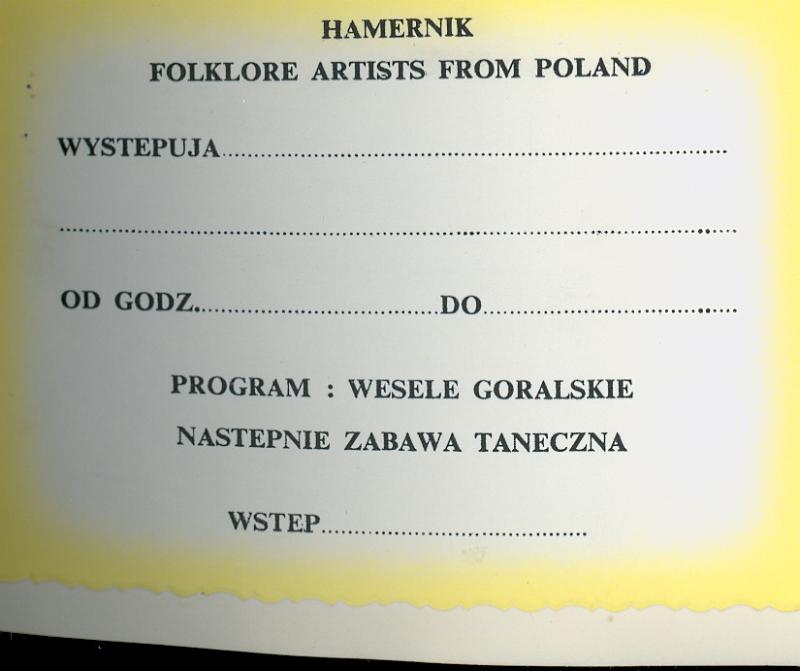 HAMERNIK
FOLKLORE ARTISTS FROM POLAND
WYSTEPUJA.......................................................................
................................................................................
OD GODZ...................................DO.....................................
PROGRAM : WESELE GORALSKIE
NASTEPNIE ZABAWA TANECZNA
WSTEP.....................................